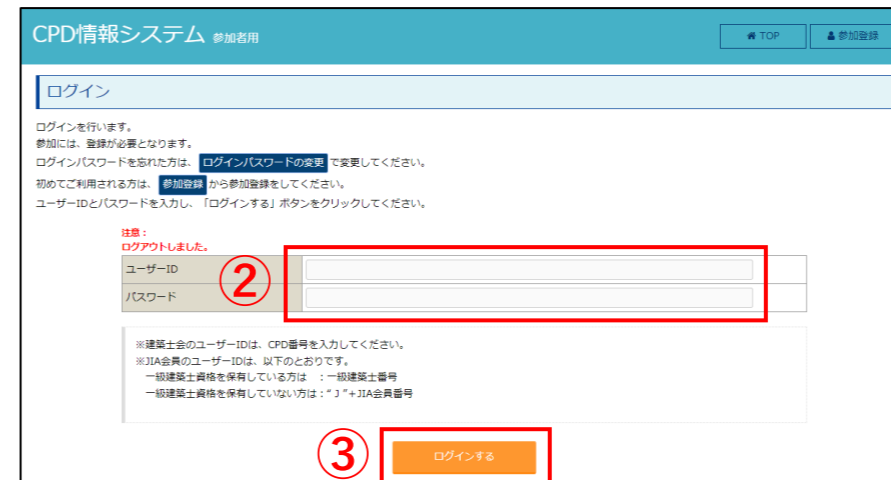 CPD情報システム 参加者用
TOP
参加登録
ログイン
ログインを行います。
参加には、登録が必要となります。
ログインパスワードを忘れた方は、 ログインパスワードの変更 で変更してください。
初めてご利用される方は、 参加登録 から参加登録をしてください。
ユーザーIDとパスワードを入力し、「ログインする」ボタンをクリックしてください。
注意：
ログアウトしました。
ユーザーID
②
パスワード
※建築士会のユーザーIDは、CPD番号を入力してください。
※JIA会員のユーザーIDは、以下のとおりです。
一級建築士資格を保有している方は ：一級建築士番号
一級建築士資格を保有していない方は：“J”+JIA会員番号
③
ログインする